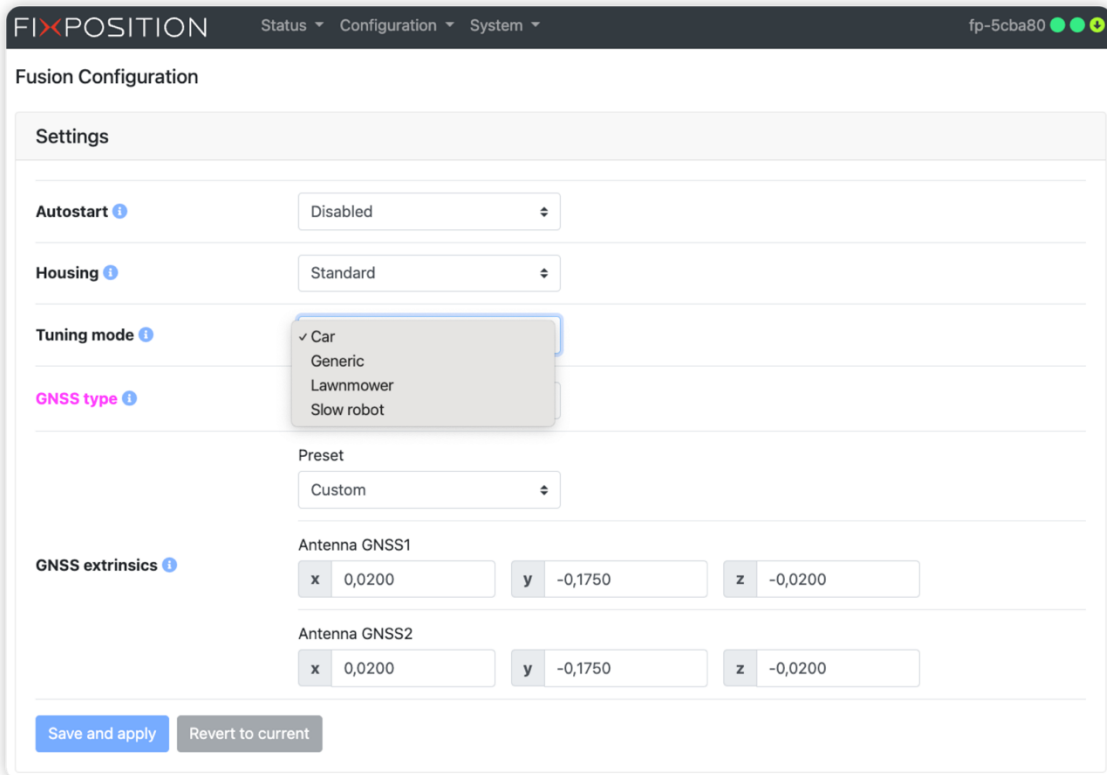 FIXPOSITION Status Configuration System fp-5cba80
Fusion Configuration
Settings
Autostart Disabled
Housing Standard
Tuning mode
Car
Generic
Lawnmower
Slow robot
GNSS type
Preset
Custom
GNSS extrinsics
Antenna GNSS1
x 0,0200 y -0,1750 z -0,0200
Antenna GNSS2
x 0,0200 y -0,1750 z -0,0200
Save and apply Revert to current